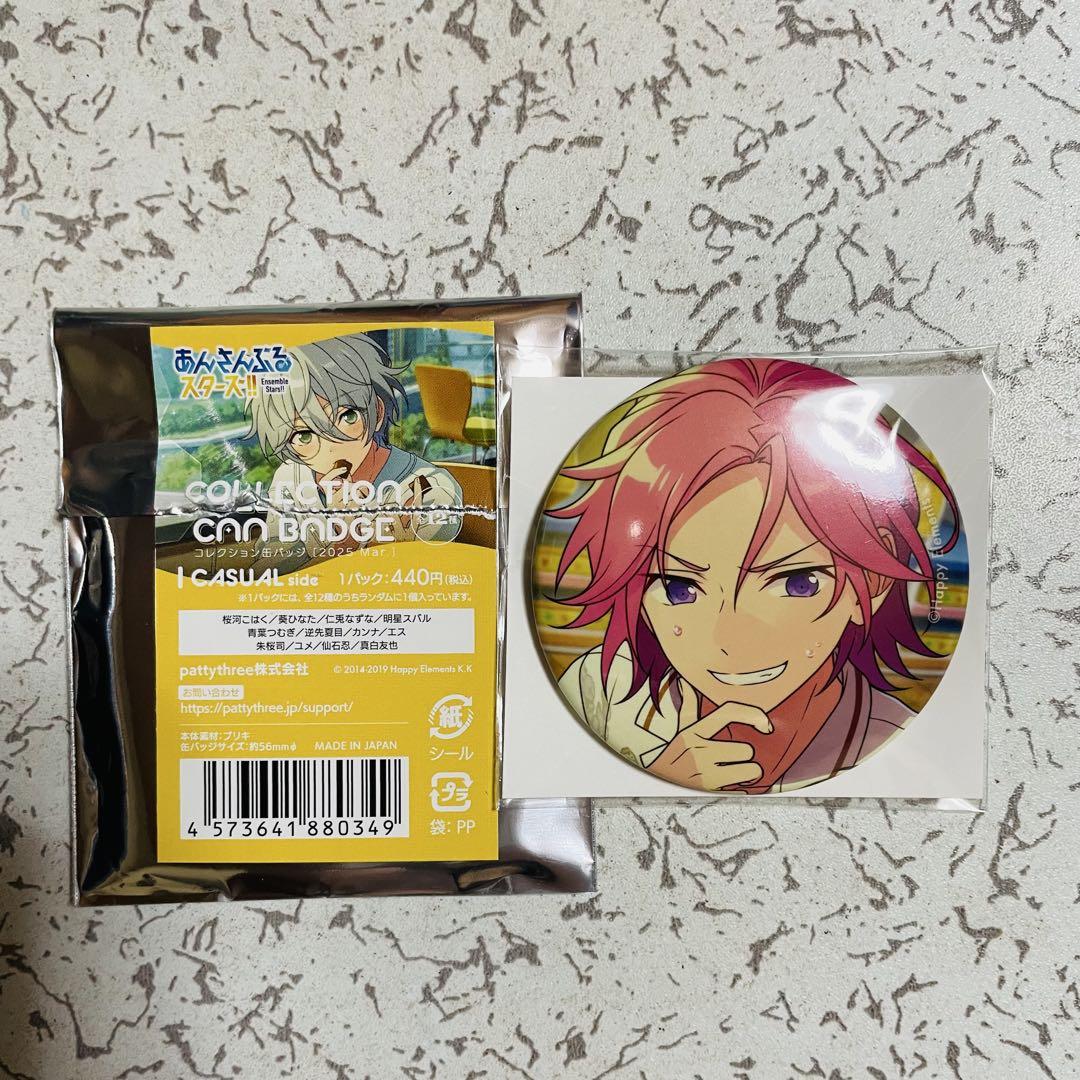 あんさんぶる
スターズ!!
Ensemble
Stars!!
COLLECTION
CAN BADGE
全12種
コレクション缶バッジ [2025 Mar.]
CASUAL side
1パック:440円(税込)
※1パックには、全12種のうちランダムに1個入っています。
桜河こはく/葵ひなた/仁兎なずな/明星スバル
青葉つむぎ/逆先夏目/カンナ/エス
朱桜司/ユメ/仙石忍/真白友也
pattythree株式会社
© 2014-2019 Happy Elements K.K
お問い合わせ
https://pattythree.jp/support/
本体素材:ブリキ
缶バッジサイズ:約56mmφ MADE IN JAPAN
紙
シール
プラ
袋: PP
4 573641 880349
©Happy Elements